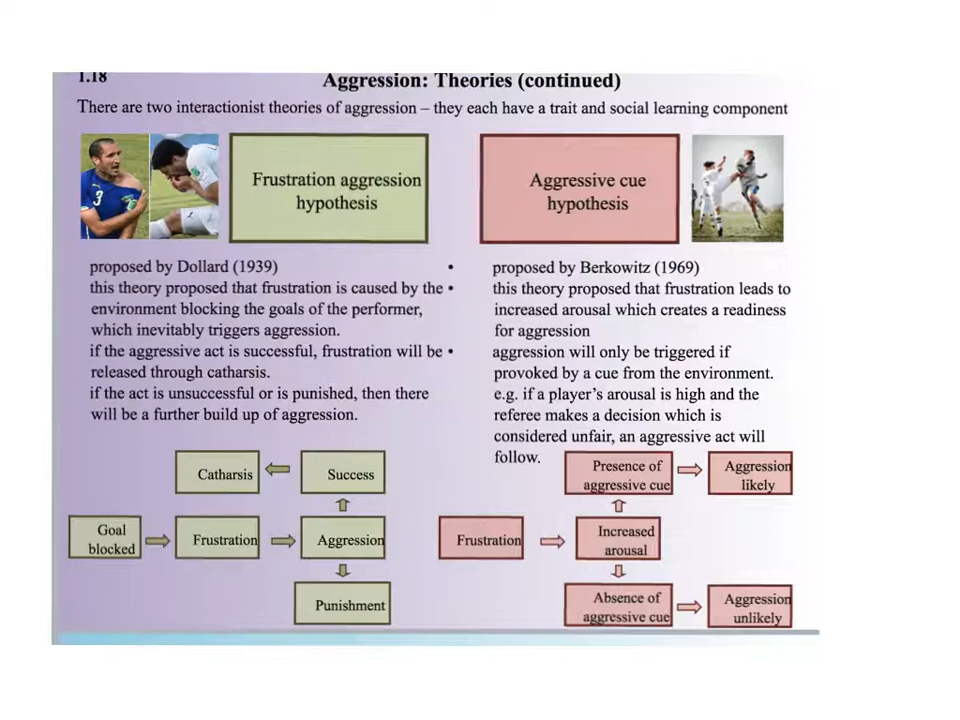 1.18
Aggression: Theories (continued)
There are two interactionist theories of aggression – they each have a trait and social learning component
3
Frustration aggression
hypothesis
Aggressive cue
hypothesis
proposed by Dollard (1939)
this theory proposed that frustration is caused by the
environment blocking the goals of the performer,
which inevitably triggers aggression.
if the aggressive act is successful, frustration will be
released through catharsis.
if the act is unsuccessful or is punished, then there
will be a further build up of aggression.
• proposed by Berkowitz (1969)
• this theory proposed that frustration leads to
increased arousal which creates a readiness
for aggression
• aggression will only be triggered if
provoked by a cue from the environment.
e.g. if a player’s arousal is high and the
referee makes a decision which is
considered unfair, an aggressive act will
follow.
Catharsis
Success
Goal
blocked
Frustration
Aggression
Punishment
Presence of
aggressive cue
Aggression
likely
Frustration
Increased
arousal
Absence of
aggressive cue
Aggression
unlikely